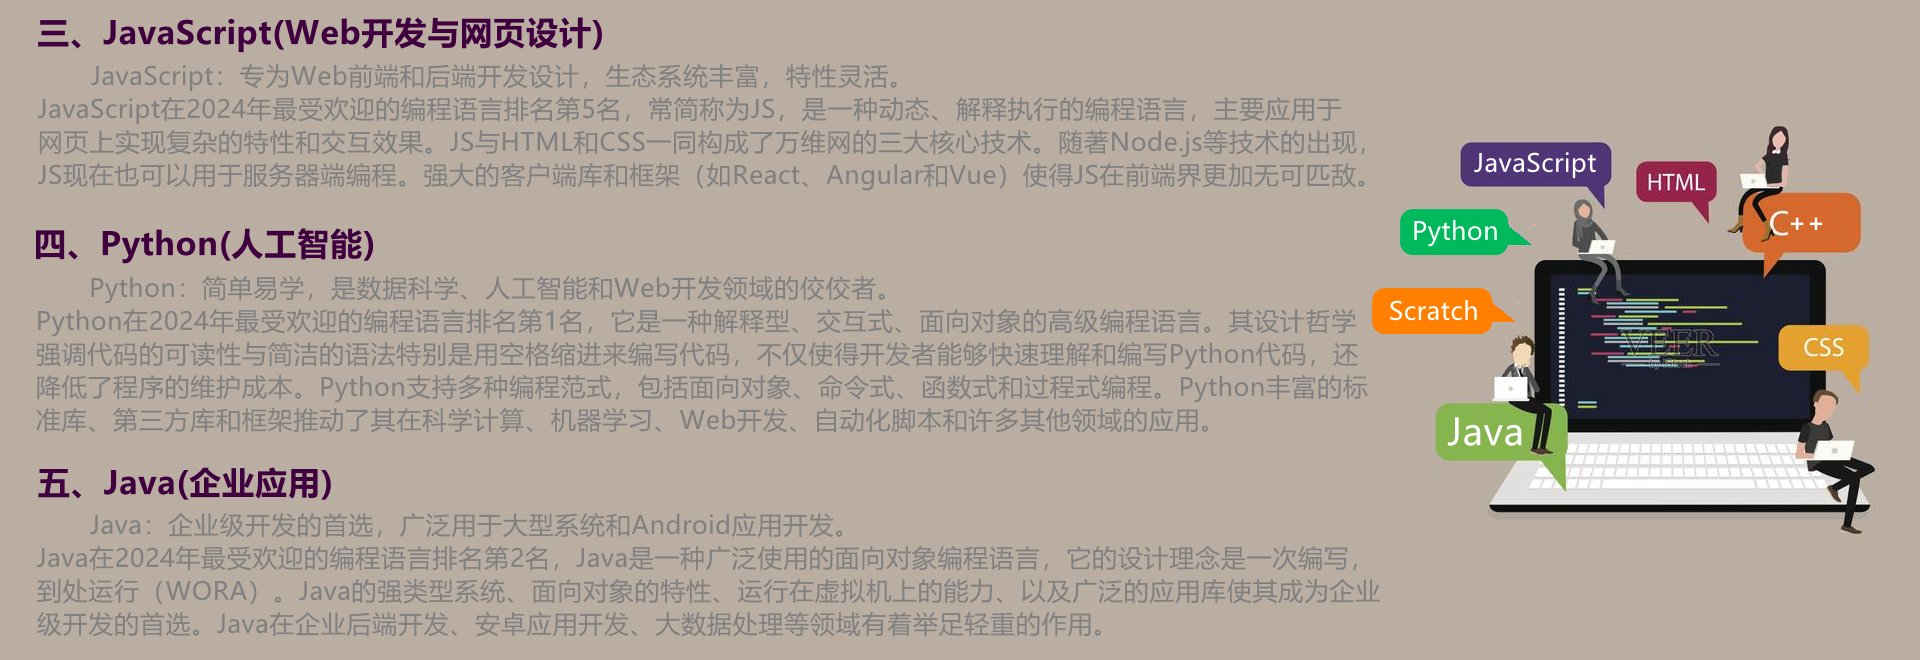 三、JavaScript(Web开发与网页设计)
JavaScript：专为Web前端和后端开发设计，生态系统丰富，特性灵活。
JavaScript在2024年最受欢迎的编程语言排名第5名，常简称为JS，是一种动态、解释执行的编程语言，主要应用于
网页上实现复杂的特性和交互效果。JS与HTML和CSS一同构成了万维网的三大核心技术。随著Node.js等技术的出现，
JS现在也可以用于服务器端编程。强大的客户端库和框架（如React、Angular和Vue）使得JS在前端界更加无可匹敌。
四、Python(人工智能)
Python：简单易学，是数据科学、人工智能和Web开发领域的佼佼者。
Python在2024年最受欢迎的编程语言排名第1名，它是一种解释型、交互式、面向对象的高级编程语言。其设计哲学
强调代码的可读性与简洁的语法特别是用空格缩进来编写代码，不仅使得开发者能够快速理解和编写Python代码，还
降低了程序的维护成本。Python支持多种编程范式，包括面向对象、命令式、函数式和过程式编程。Python丰富的标
准库、第三方库和框架推动了其在科学计算、机器学习、Web开发、自动化脚本和许多其他领域的应用。
五、Java(企业应用)
Java：企业级开发的首选，广泛用于大型系统和Android应用开发。
Java在2024年最受欢迎的编程语言排名第2名，Java是一种广泛使用的面向对象编程语言，它的设计理念是一次编写，
到处运行（WORA）。Java的强类型系统、面向对象的特性、运行在虚拟机上的能力、以及广泛的应用库使其成为企业
级开发的首选。Java在企业后端开发、安卓应用开发、大数据处理等领域有着举足轻重的作用。
JavaScript
HTML
C++
Python
Scratch
VEER
CSS
Java